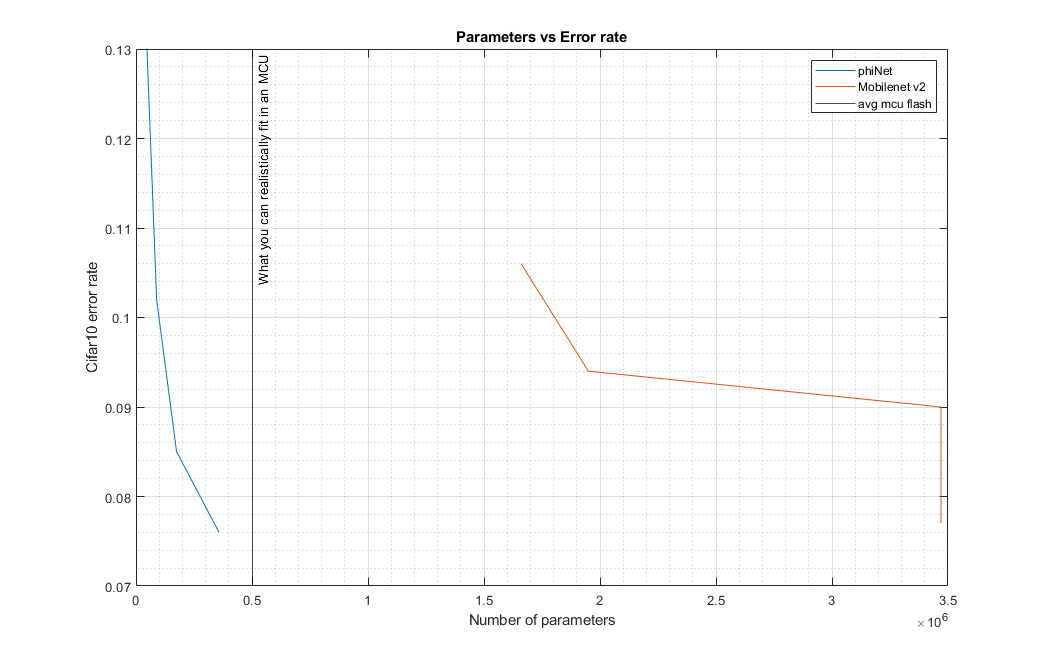 Parameters vs Error rate
phiNet
Mobilenet v2
avg mcu flash
What you can realistically fit in an MCU
Cifar10 error rate
0.13
0.12
0.11
0.1
0.09
0.08
0.07
0
0.5
1
1.5
2
2.5
3
3.5
×10⁶
Number of parameters